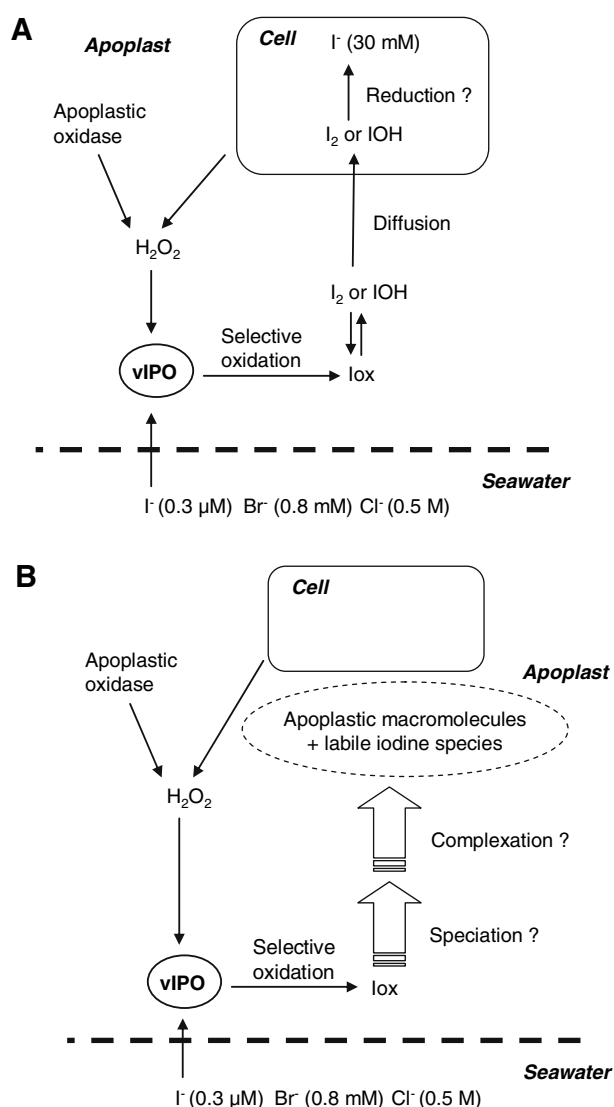 A
Apoplast
Cell
I⁻ (30 mM)
Reduction ?
I₂ or IOH
Apoplastic
oxidase
Diffusion
H₂O₂
I₂ or IOH
Selective
oxidation
vIPO
Iox
Seawater
I⁻ (0.3 µM) Br⁻ (0.8 mM) Cl⁻ (0.5 M)
B
Cell
Apoplastic
oxidase
Apoplast
Apoplastic macromolecules
+ labile iodine species
H₂O₂
Complexation ?
Speciation ?
Selective
oxidation
vIPO
Iox
Seawater
I⁻ (0.3 µM) Br⁻ (0.8 mM) Cl⁻ (0.5 M)